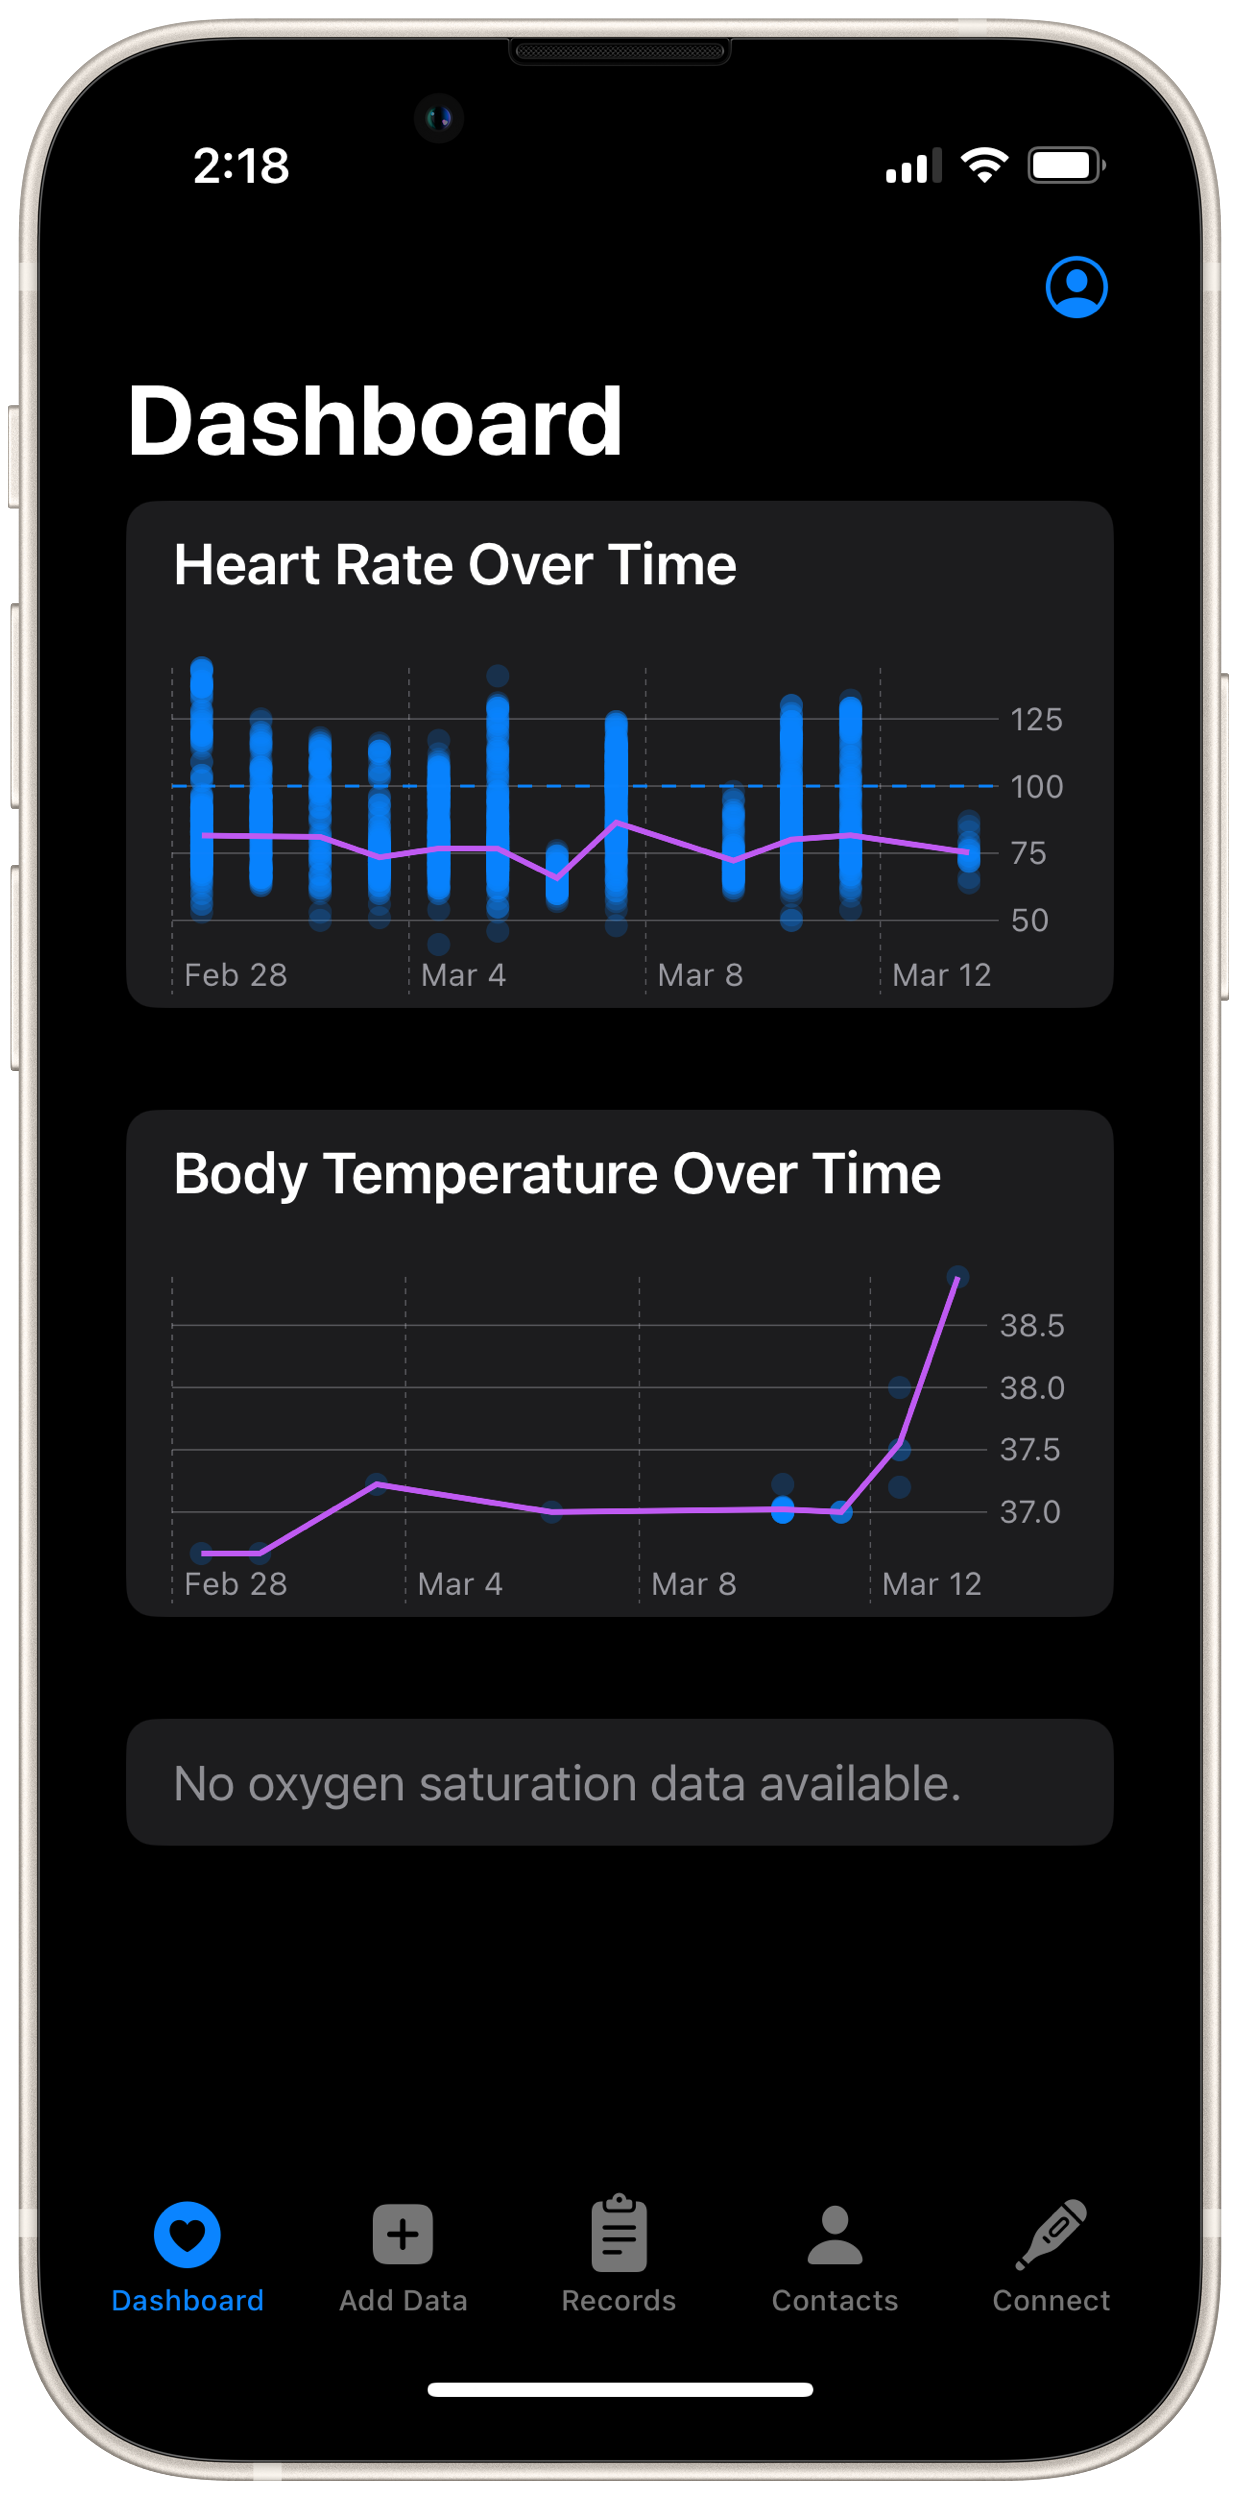 2:18
Dashboard
Heart Rate Over Time
125
100
75
50
Feb 28 Mar 4 Mar 8 Mar 12
Body Temperature Over Time
38.5
38.0
37.5
37.0
Feb 28 Mar 4 Mar 8 Mar 12
No oxygen saturation data available.
Dashboard Add Data Records Contacts Connect